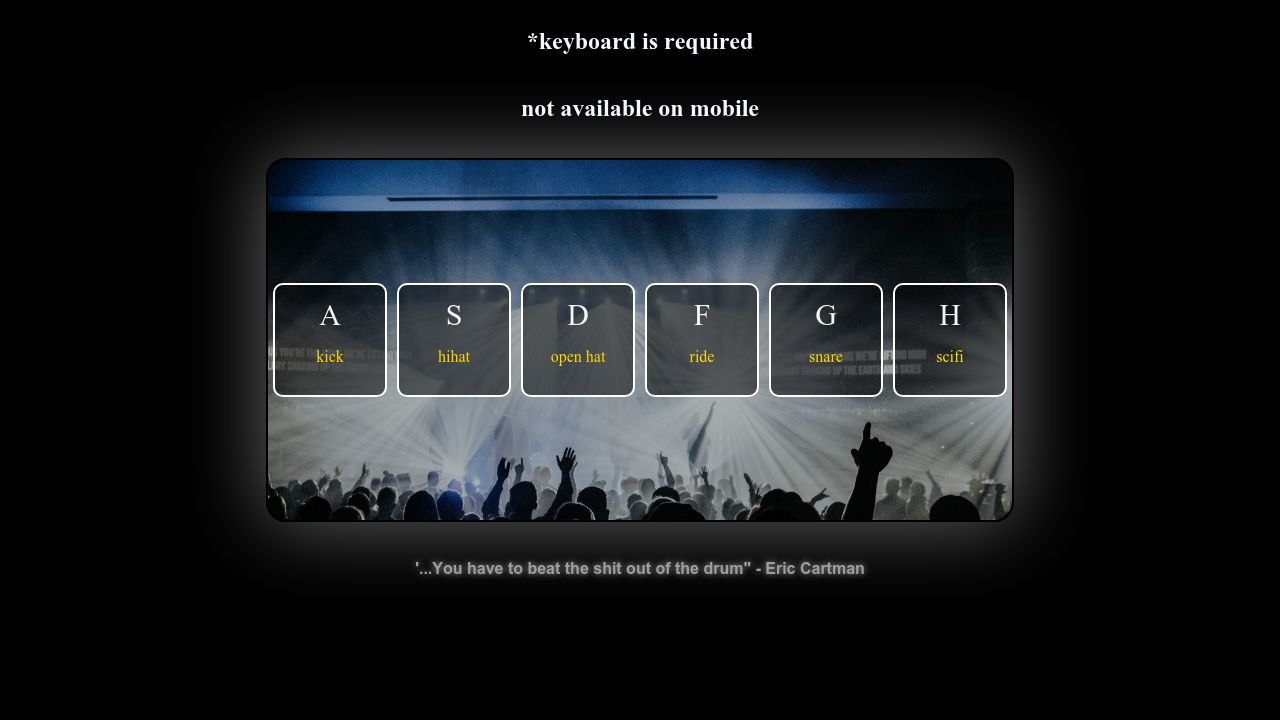 *keyboard is required
not available on mobile
A
kick
S
hihat
D
open hat
F
ride
G
snare
H
scifi
'...You have to beat the shit out of the drum" - Eric Cartman